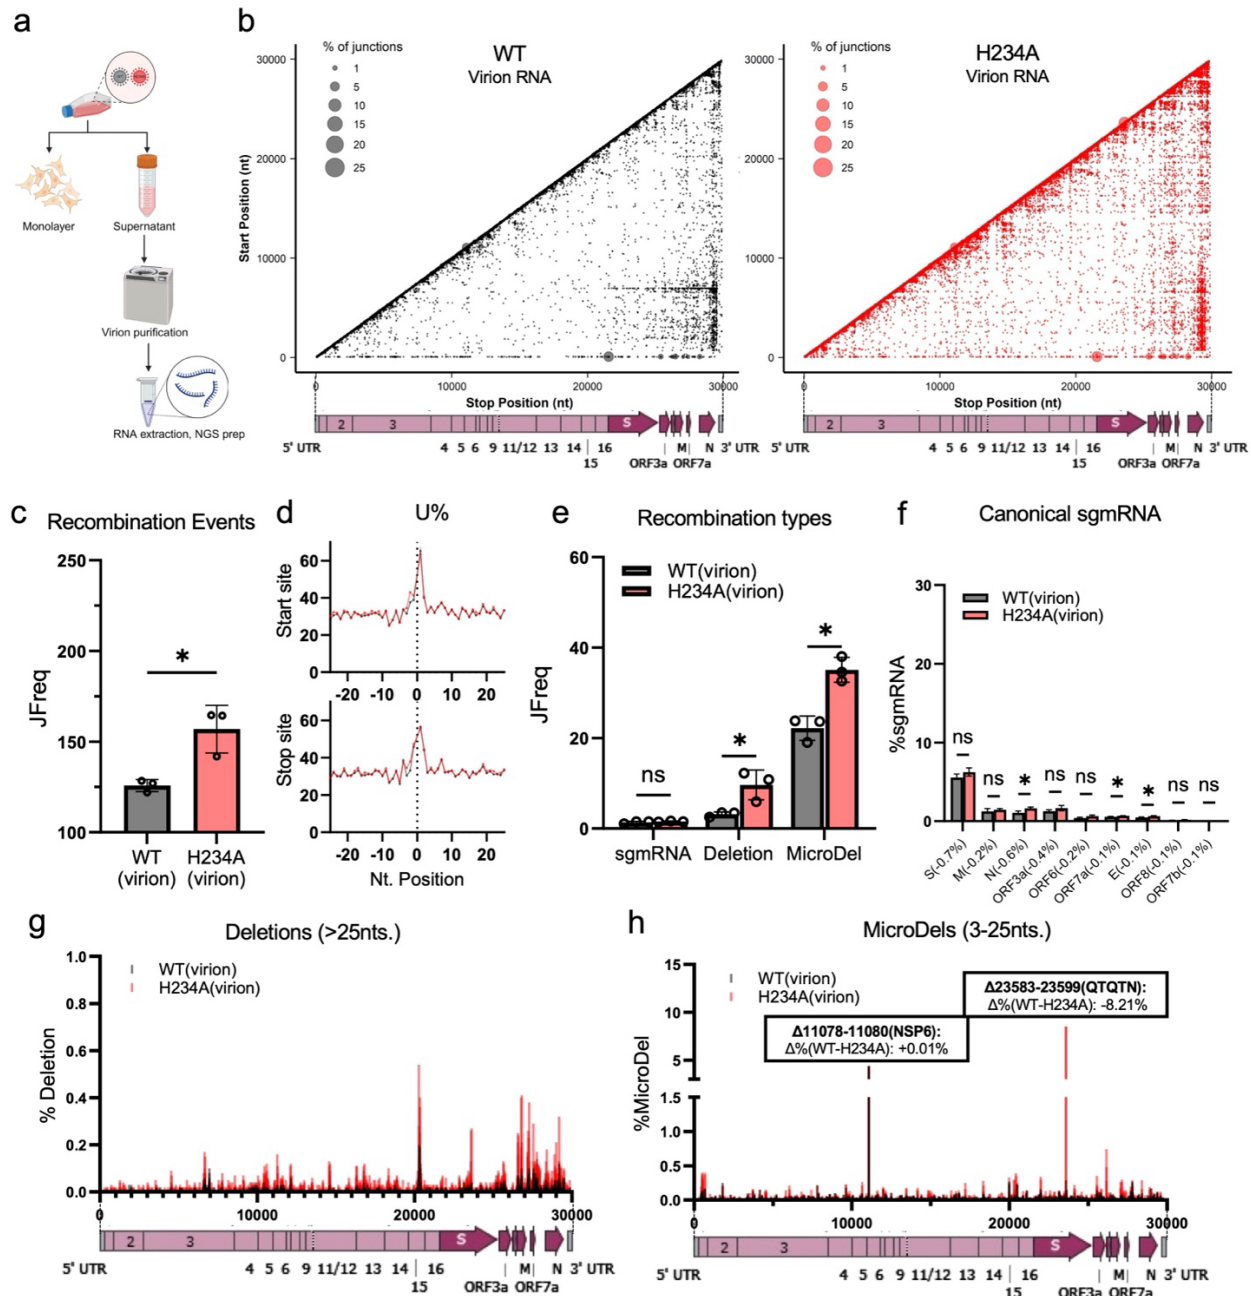 a
Monolayer
Supernatant
Virion purification
RNA extraction, NGS prep
b
% of junctions
1
5
10
15
20
25
WT
Virion RNA
Start Position (nt)
30000
20000
10000
0
0
10000
20000
30000
Stop Position (nt)
2
3
S
5' UTR
4 5 6 9 11/12 13 14 16
15
ORF3a
M
ORF7a
N
3' UTR
% of junctions
1
5
10
15
20
25
H234A
Virion RNA
30000
20000
10000
0
0
10000
20000
30000
Stop Position (nt)
2
3
S
5' UTR
4 5 6 9 11/12 13 14 16
15
ORF3a
M
ORF7a
N
3' UTR
c
Recombination Events
JFreq
250
200
150
100
*
WT
(virion)
H234A
(virion)
d
U%
Start site
60
40
20
0
-20 -10 0 10 20
Stop site
60
40
20
0
-20 -10 0 10 20
Nt. Position
e
Recombination types
WT(virion)
H234A(virion)
JFreq
60
40
20
0
ns
*
*
sgmRNA
Deletion
MicroDel
f
Canonical sgmRNA
WT(virion)
H234A(virion)
%sgmRNA
30
20
10
0
ns
ns
*
ns
ns
*
*
ns
ns
S(-0.7%)
M(-0.2%)
N(-0.6%)
ORF3a(-0.4%)
ORF6(-0.2%)
ORF7a(-0.1%)
E(-0.1%)
ORF8(-0.1%)
ORF7b(-0.1%)
g
Deletions (>25nts.)
WT(virion)
H234A(virion)
% Deletion
1.0
0.8
0.6
0.4
0.2
0.0
0
10000
20000
30000
2
3
S
5' UTR
4 5 6 9 11/12 13 14 16
15
ORF3a
M
ORF7a
N
3' UTR
h
MicroDels (3-25nts.)
WT(virion)
H234A(virion)
Δ23583-23599(QTQTN):
Δ%(WT-H234A): -8.21%
Δ11078-11080(NSP6):
Δ%(WT-H234A): +0.01%
%MicroDel
15
10
5
1.5
1.0
0.5
0.0
0
10000
20000
30000
2
3
S
5' UTR
4 5 6 9 11/12 13 14 16
15
ORF3a
M
ORF7a
N
3' UTR